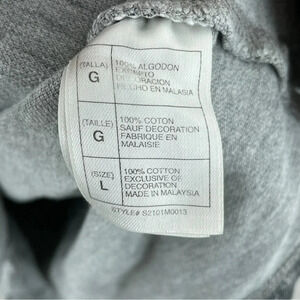 (TALLA)
G
100% ALGODON
EXCEPTO
DECORACION
HECHO EN MALASIA
(TAILLE)
G
100% COTON
SAUF DECORATION
FABRIQUE EN
MALAISIE
(SIZE)
L
100% COTTON
EXCLUSIVE OF
DECORATION
MADE IN MALAYSIA
STYLE# S2101M0013